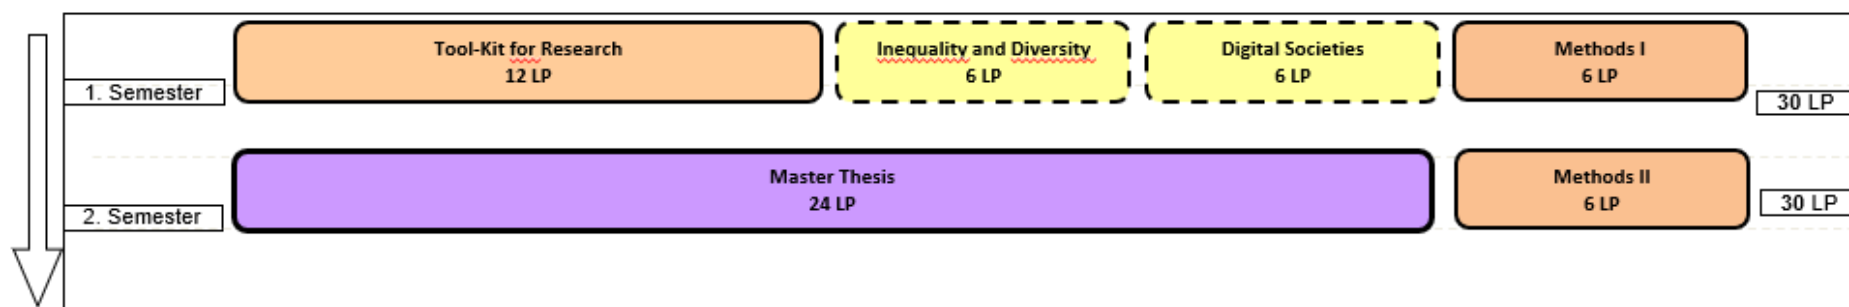 Tool-Kit for Research
12 LP
Inequality and Diversity
6 LP
Digital Societies
6 LP
Methods I
6 LP
1. Semester
30 LP
Master Thesis
24 LP
Methods II
6 LP
2. Semester
30 LP